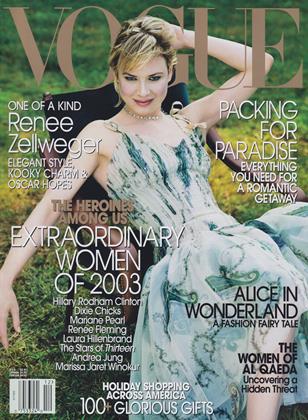 VOGUE
ONE OF A KIND
Renee
Zellweger
ELEGANT STYLE,
KOOKY CHARM &
OSCAR HOPES
PACKING
FOR
PARADISE
EVERYTHING
YOU NEED FOR
A ROMANTIC
GETAWAY
THE HEROINES
AMONG US
EXTRAORDINARY
WOMEN
OF 2003
Hillary Rodham Clinton
Dixie Chicks
Mariane Pearl
Renee Fleming
Laura Hillenbrand
The Stars of Thirteen
Andrea Jung
Marissa Jaret Winokur
ALICE IN
WONDERLAND
A FASHION FAIRY TALE
THE
WOMEN OF
AL QAEDA
Uncovering a
Hidden Threat
HOLIDAY SHOPPING
ACROSS AMERICA
100+ GLORIOUS GIFTS